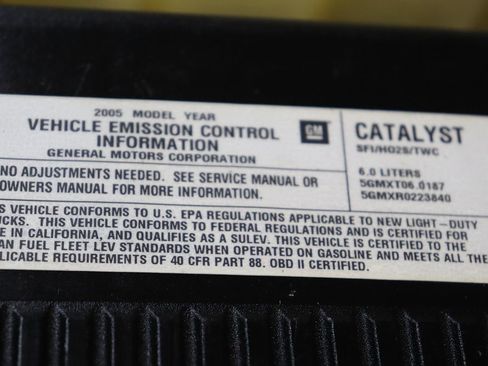 2005 MODEL YEAR
VEHICLE EMISSION CONTROL
INFORMATION
GENERAL MOTORS CORPORATION
GM
CATALYST
SFI/HO2S/TWC
NO ADJUSTMENTS NEEDED. SEE SERVICE MANUAL OR
OWNERS MANUAL FOR MORE INFORMATION.
6.0 LITERS
5GMXT06.0187
5GMXR0223840
THIS VEHICLE CONFORMS TO U.S. EPA REGULATIONS APPLICABLE TO NEW LIGHT-DUTY
TRUCKS. THIS VEHICLE CONFORMS TO FEDERAL REGULATIONS AND IS CERTIFIED FOR
IN CALIFORNIA, AND QUALIFIES AS A SULEV. THIS VEHICLE IS CERTIFIED TO
FUEL FLEET LEV STANDARDS WHEN OPERATED ON GASOLINE AND MEETS ALL THE
REQUIREMENTS OF 40 CFR PART 88. OBD II CERTIFIED.